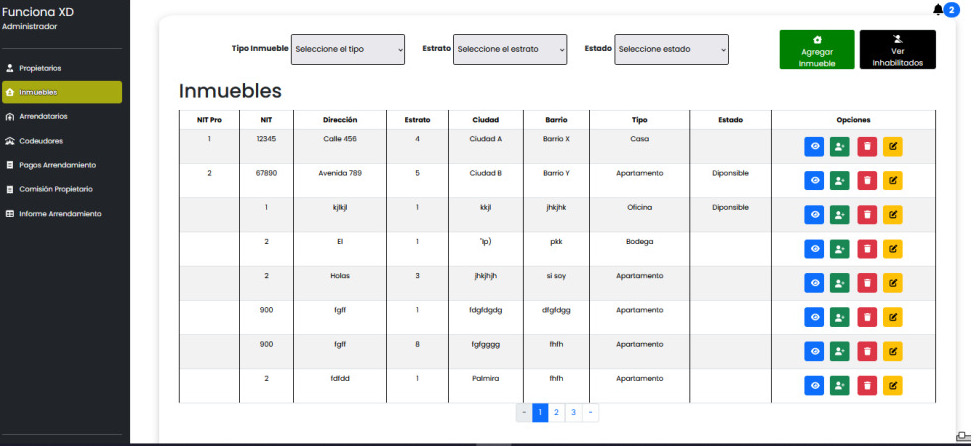 Funciona XD
Administrador
Propietarios
Inmuebles
Arrendatarios
Codeudores
Pagos Arrendamiento
Comisión Propietario
Informe Arrendamiento
2
Tipo Inmueble Seleccione el tipo Estrato Seleccione el estrato Estado Seleccione estado
Agregar
Inmueble
Ver
Inhabilitados
Inmuebles
NIT Pro NIT Dirección Estrato Ciudad Barrio Tipo Estado Opciones
1 12345 Calle 456 4 Ciudad A Barrio X Casa
2 67890 Avenida 789 5 Ciudad B Barrio Y Apartamento Diponsible
1 kjlkjl 1 kkjl jhkjhk Oficina Diponsible
2 El 1 'lp) pkk Bodega
2 Holas 3 jhkjhjh si soy Apartamento
900 fgff 1 fdgfdgdg dfgfdgg Apartamento
900 fgff 8 fgfgggg fhfh Apartamento
2 fdfdd 1 Palmira fhfh Apartamento
- 1 2 3 -